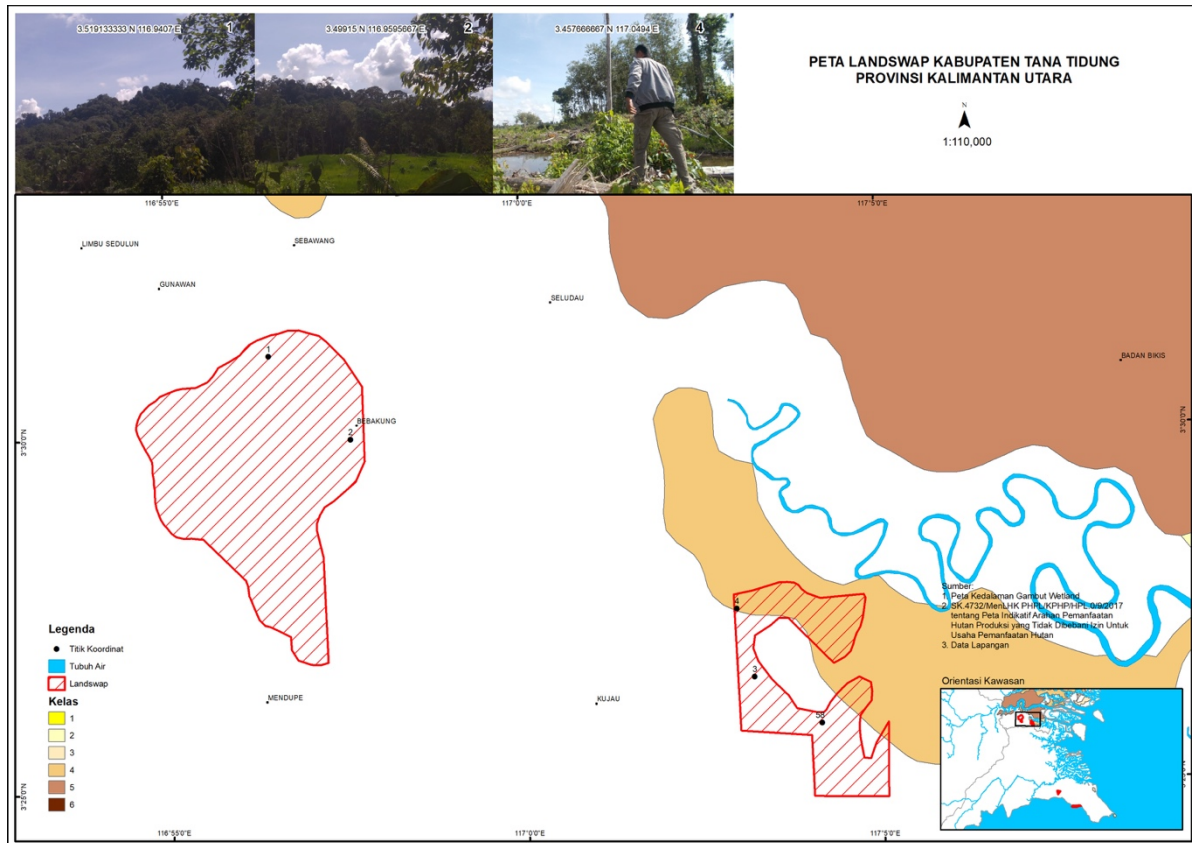 3.519133333 N 116.9407 E
1
3.49915 N 116.9595667 E
2
3.457666667 N 117.0494 E
4
PETA LANDSWAP KABUPATEN TANA TIDUNG
PROVINSI KALIMANTAN UTARA
N
1:110,000
116°55'0"E
117°0'0"E
117°5'0"E
LIMBU SEDULUN
SEBAWANG
GUNAWAN
SELUDAU
BADAN BIKIS
1
BEBAKUNG
2
3°30'0"N
3°30'0"N
4
3
58
MENDUPE
KUJAU
Sumber:
1. Peta Kedalaman Gambut Wetland
2. SK.4732/MenLHK PHPL/KPHP/HPL.0/9/2017
tentang Peta Indikatif Arahan Pemanfaatan
Hutan Produksi yang Tidak Dibebani Izin Untuk
Usaha Pemanfaatan Hutan
3. Data Lapangan
Legenda
Titik Koordinat
Tubuh Air
Landswap
Kelas
1
2
3
4
5
6
Orientasi Kawasan
3°25'0"N
3°25'0"N
116°55'0"E
117°0'0"E
117°5'0"E